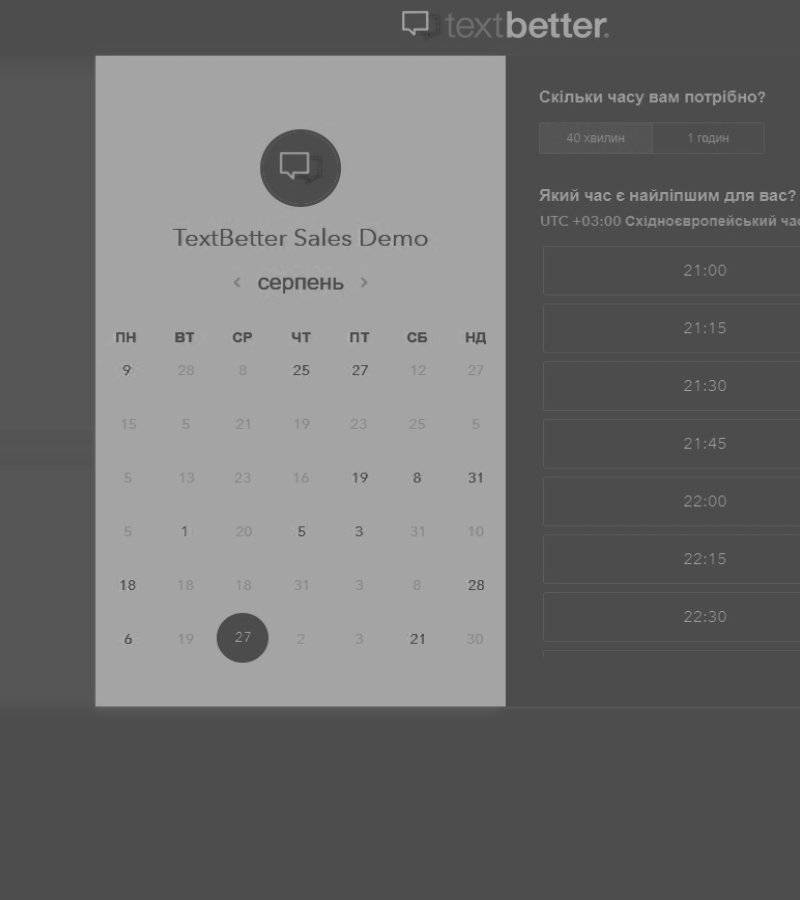 textbetter.
TextBetter Sales Demo
‹ серпень ›
ПН ВТ СР ЧТ ПТ СБ НД
9 28 8 25 27 12 27
15 5 21 19 23 25 5
5 13 23 16 19 8 31
5 1 20 5 3 31 10
18 18 18 31 3 8 28
6 19 27 2 3 21 30
Скільки часу вам потрібно?
40 хвилин 1 годин
Який час є найліпшим для вас?
UTC +03:00 Східноєвропейський
21:00
21:15
21:30
21:45
22:00
22:15
22:30